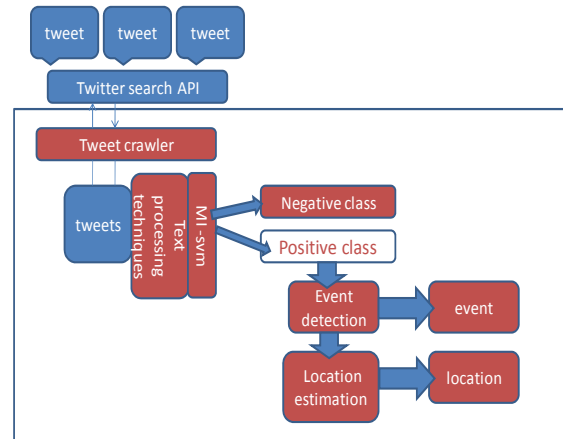 tweet
tweet
tweet
Twitter search API
Tweet crawler
tweets
Text
processing
techniques
MI -svm
Negative class
Positive class
Event
detection
event
Location
estimation
location